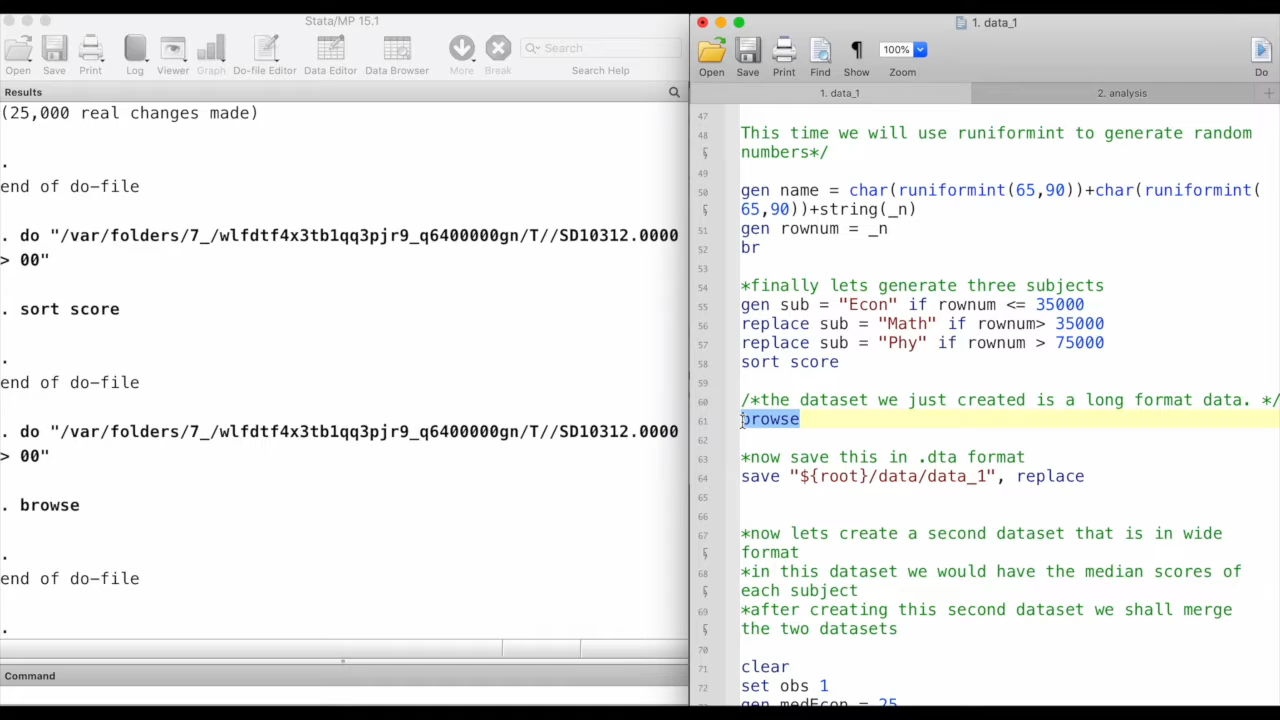 Stata/MP 15.1
Open
Save
Print
Log
Viewer
Graph
Do-file Editor
Data Editor
Data Browser
More
Break
Search
Search Help
Results
(25,000 real changes made)
.
end of do-file
. do "/var/folders/7_/wlfdtf4x3tb1qq3pjr9_q6400000gn/T//SD10312.0000
> 00"
. sort score
.
end of do-file
. do "/var/folders/7_/wlfdtf4x3tb1qq3pjr9_q6400000gn/T//SD10312.0000
> 00"
. browse
.
end of do-file
.
Command
1. data_1
Open
Save
Print
Find
Show
100%
Zoom
Do
1. data_1
2. analysis
47
48 This time we will use runiformint to generate random
numbers*/
49
50 gen name = char(runiformint(65,90))+char(runiformint(
65,90))+string(_n)
51 gen rownum = _n
52 br
53
54 *finally lets generate three subjects
55 gen sub = "Econ" if rownum <= 35000
56 replace sub = "Math" if rownum> 35000
57 replace sub = "Phy" if rownum > 75000
58 sort score
59
60 /*the dataset we just created is a long format data. */
61 browse
62
63 *now save this in .dta format
64 save "${root}/data/data_1", replace
65
66
67 *now lets create a second dataset that is in wide
format
68 *in this dataset we would have the median scores of
each subject
69 *after creating this second dataset we shall merge
the two datasets
70
71 clear
72 set obs 1
gen medEcon = 25